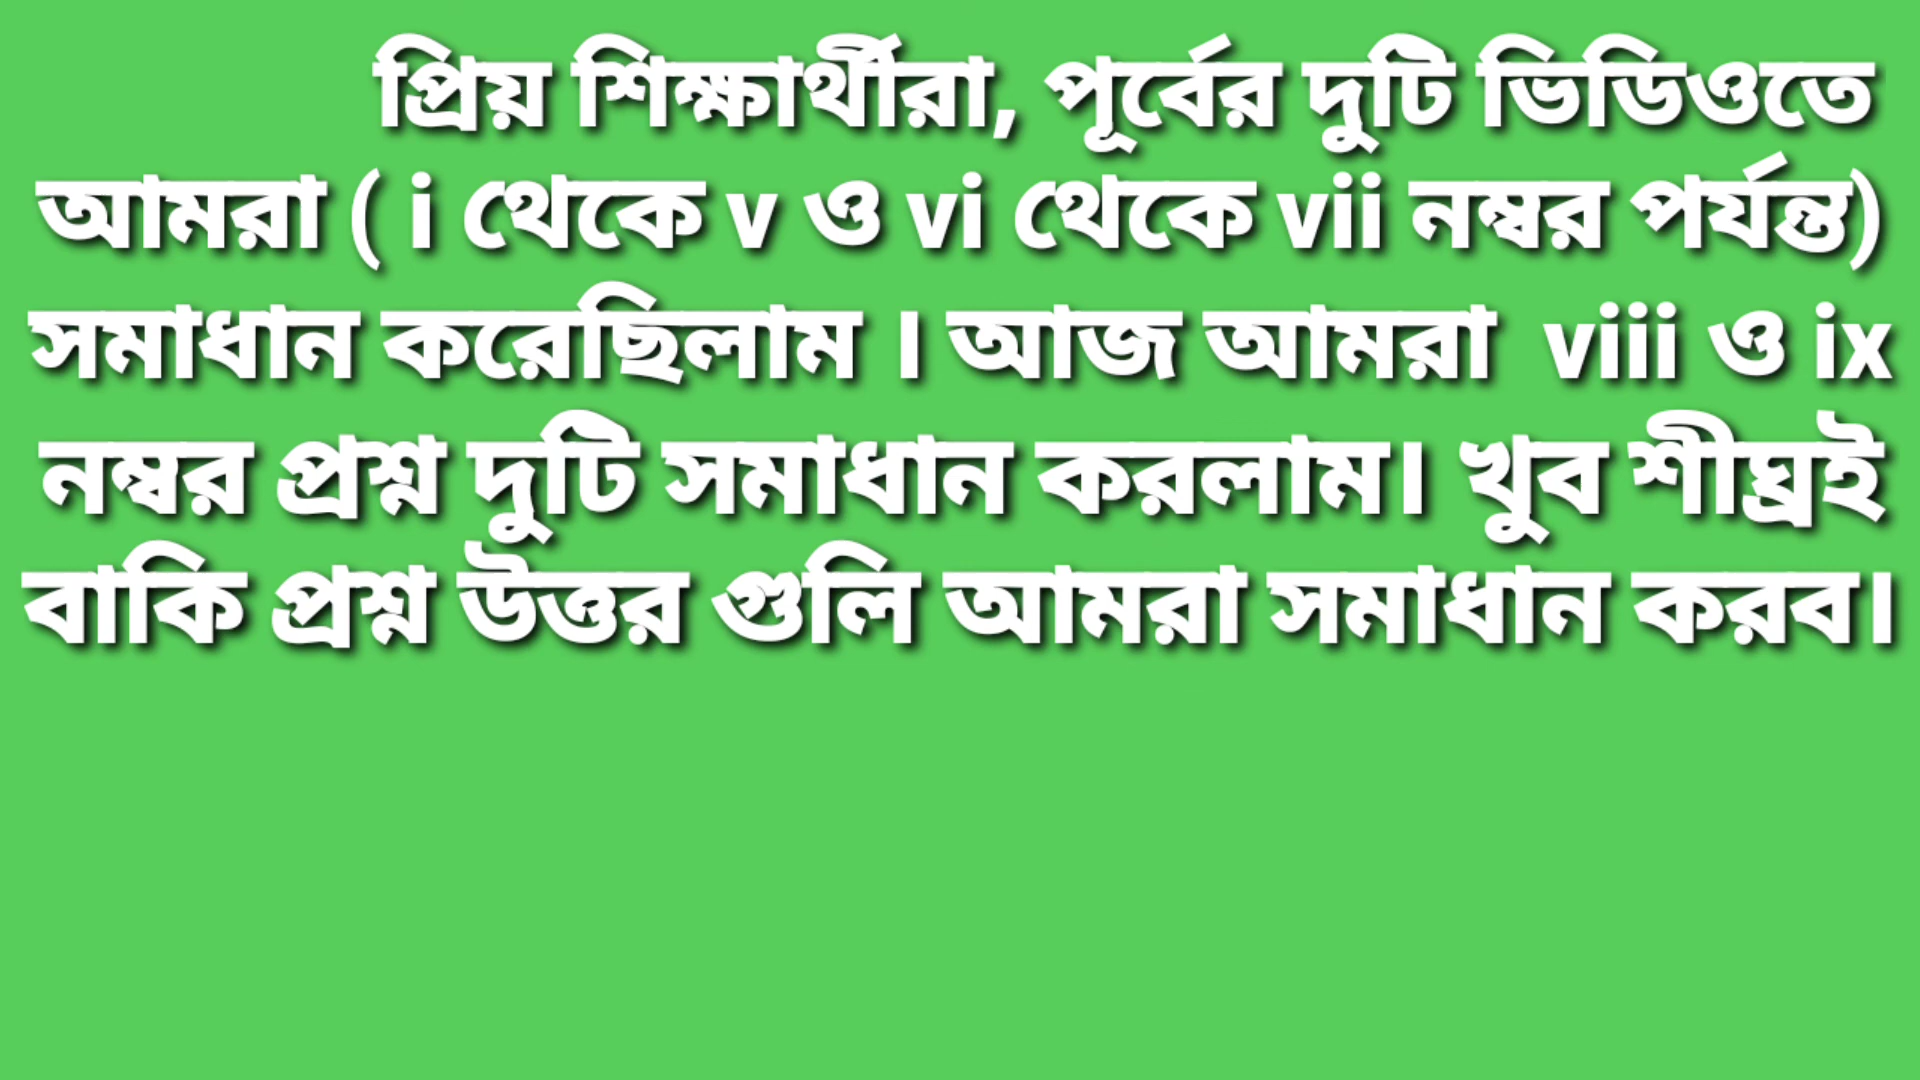 প্রিয় শিক্ষার্থীরা, পূর্বের দুটি ভিডিওতে
আমরা ( i থেকে v ও vi থেকে vii নম্বর পর্যন্ত)
সমাধান করেছিলাম । আজ আমরা viii ও ix
নম্বর প্রশ্ন দুটি সমাধান করলাম। খুব শীঘ্রই
বাকি প্রশ্ন উত্তর গুলি আমরা সমাধান করব।